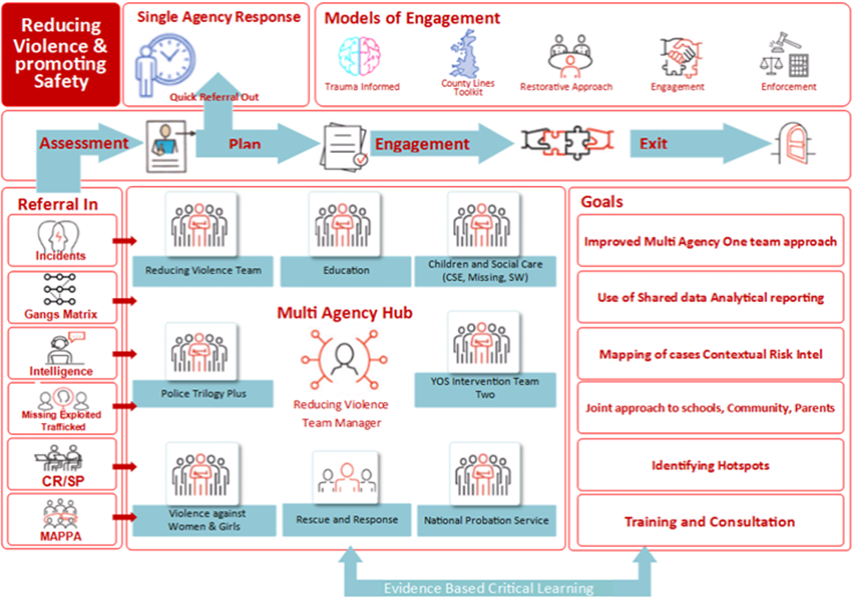 Reducing
Violence &
promoting
Safety
Single Agency Response
Quick Referral Out
Models of Engagement
Trauma Informed
County Lines
Toolkit
Restorative Approach
Engagement
Enforcement
Assessment
Plan
Engagement
Exit
Referral In
Incidents
Gangs Matrix
Intelligence
Missing Exploited
Trafficked
CR/SP
MAPPA
Reducing Violence Team
Education
Children and Social Care
(CSE, Missing, SW)
Multi Agency Hub
Police Trilogy Plus
Reducing Violence
Team Manager
YOS Intervention Team
Two
Violence against
Women & Girls
Rescue and Response
National Probation Service
Goals
Improved Multi Agency One team approach
Use of Shared data Analytical reporting
Mapping of cases Contextual Risk Intel
Joint approach to schools, Community, Parents
Identifying Hotspots
Training and Consultation
Evidence Based Critical Learning